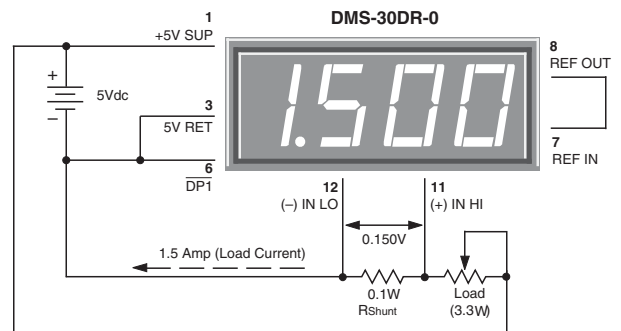 DMS-30DR-0
1
+5V SUP
8
REF OUT
1.500
+
5Vdc
–
3
5V RET
7
REF IN
6
DP1
12
(–) IN LO
11
(+) IN HI
0.150V
1.5 Amp (Load Current)
0.1W
RShunt
Load
(3.3W)